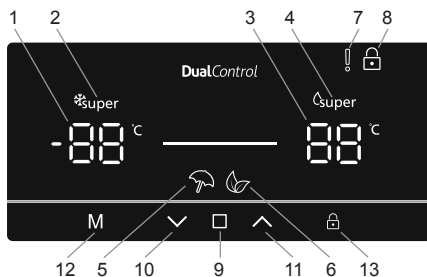 1 2 3 4 7 8
DualControl
super super
-88 °C 88 °C
M
12 5 10 9 11 6 13